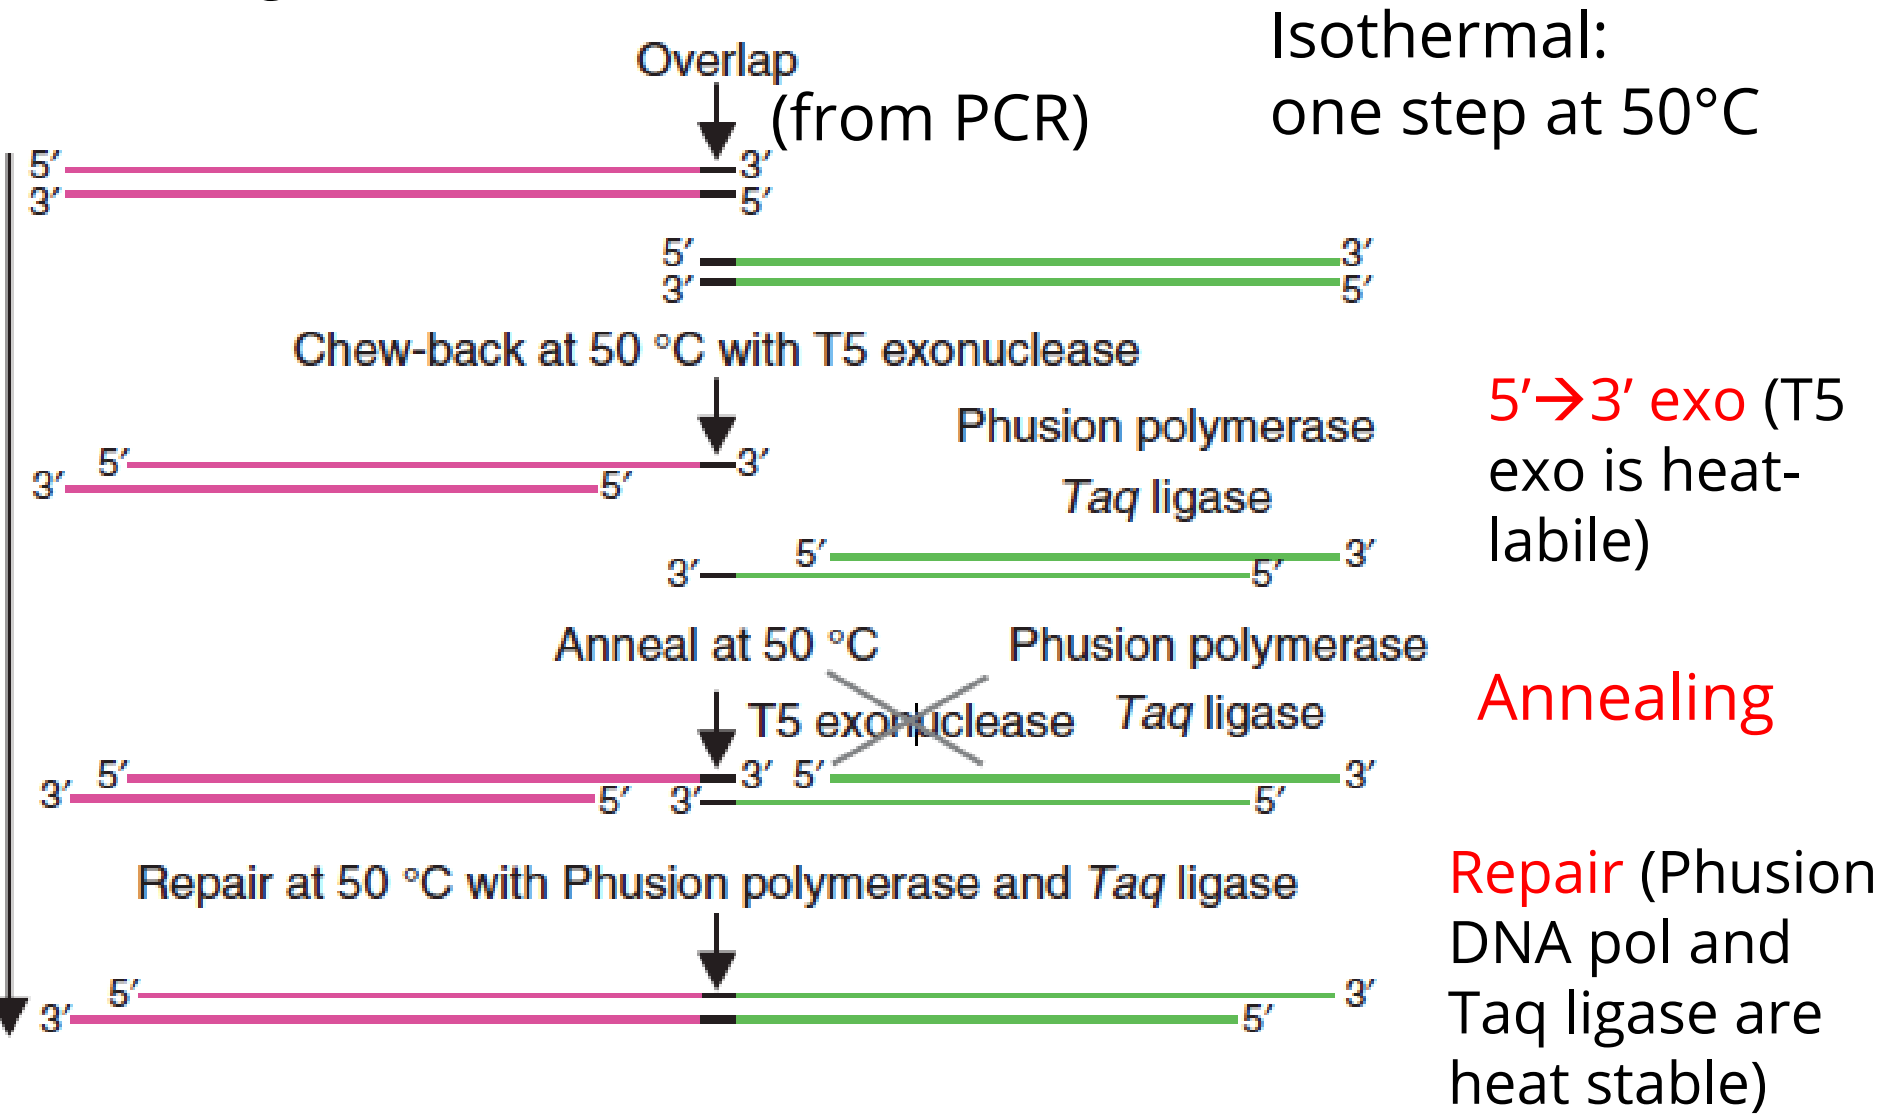 Overlap
(from PCR)
Isothermal:
one step at 50°C
5′ 3′
3′ 5′
5′ 3′
3′ 5′
Chew-back at 50 °C with T5 exonuclease
Phusion polymerase
Taq ligase
5’→3’ exo (T5
exo is heat-
labile)
5′ 3′
3′ 5′
5′ 3′
3′ 5′
Anneal at 50 °C
Phusion polymerase
T5 exonuclease
Taq ligase
Annealing
5′ 3′ 5′ 3′
3′ 5′ 3′ 5′
Repair at 50 °C with Phusion polymerase and Taq ligase
Repair (Phusion
DNA pol and
Taq ligase are
heat stable)
5′ 3′
3′ 5′